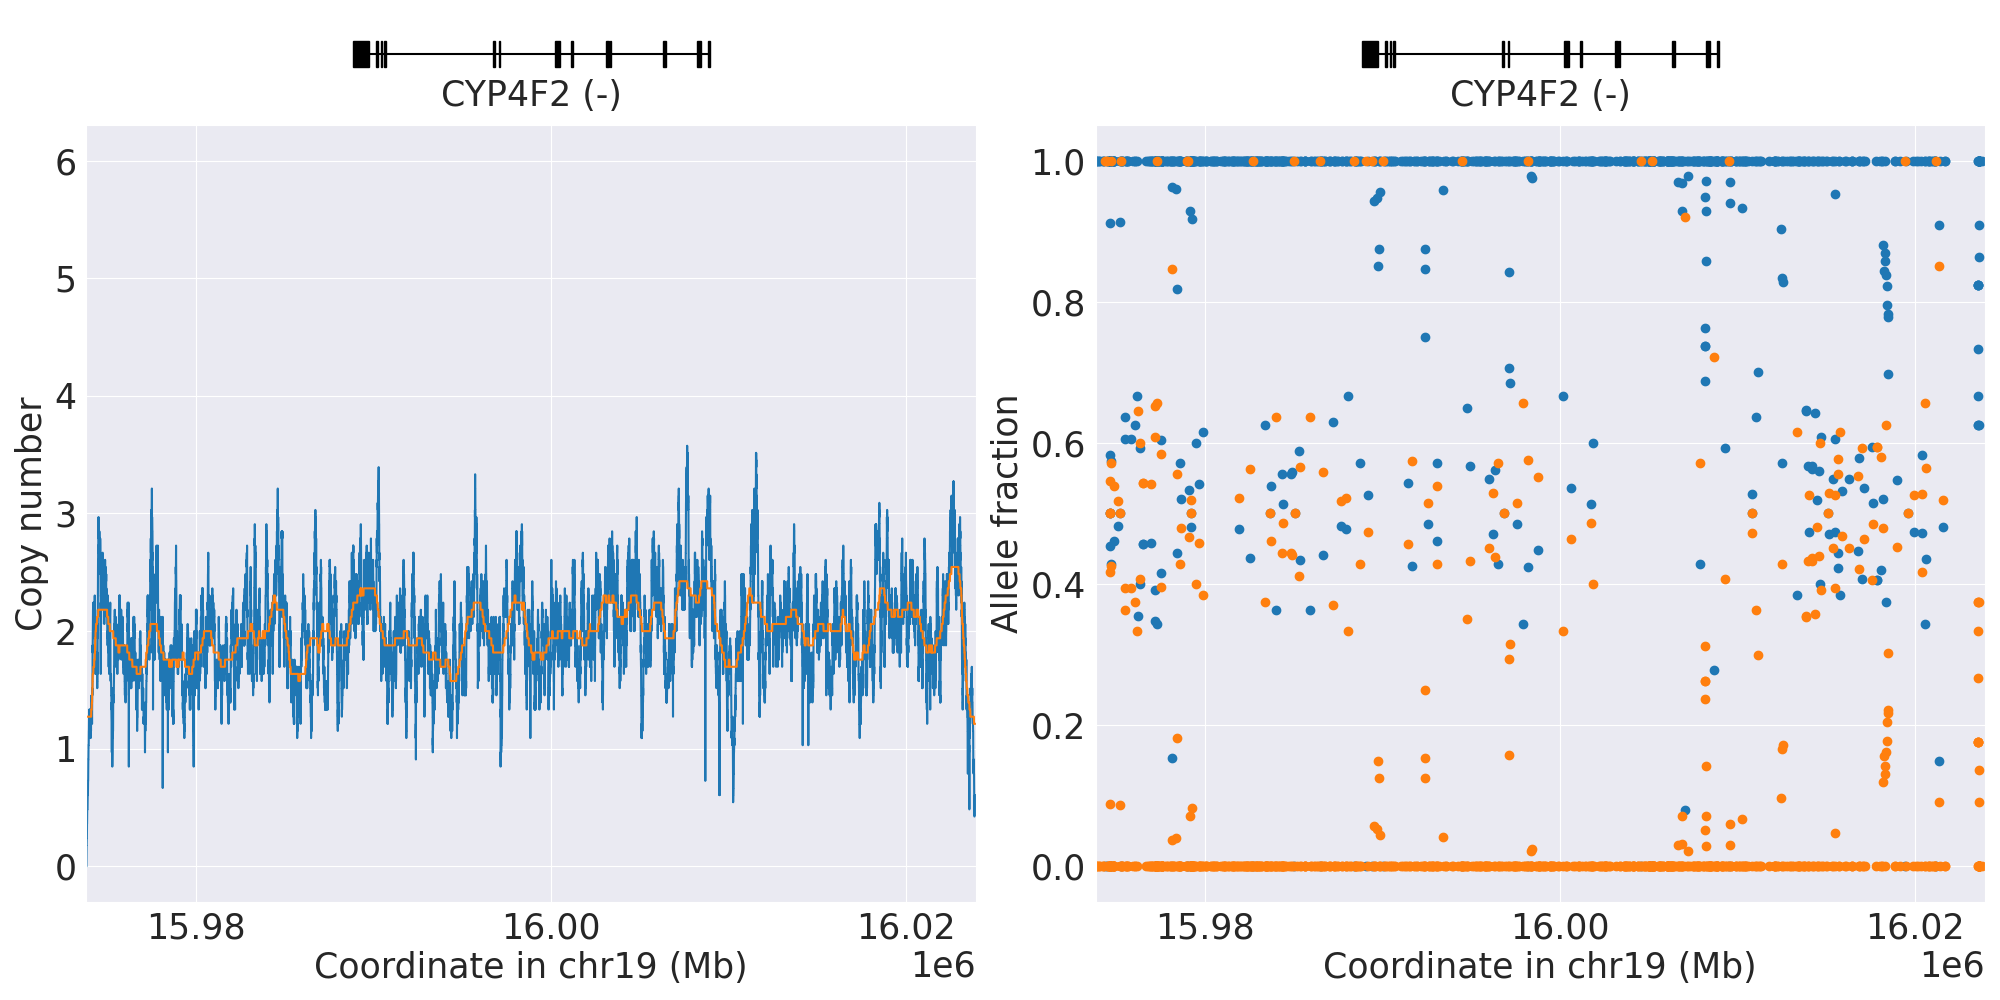 CYP4F2 (-)
Copy number
6
5
4
3
2
1
0
15.98
16.00
16.02
Coordinate in chr19 (Mb)
1e6
CYP4F2 (-)
Allele fraction
1.0
0.8
0.6
0.4
0.2
0.0
15.98
16.00
16.02
Coordinate in chr19 (Mb)
1e6